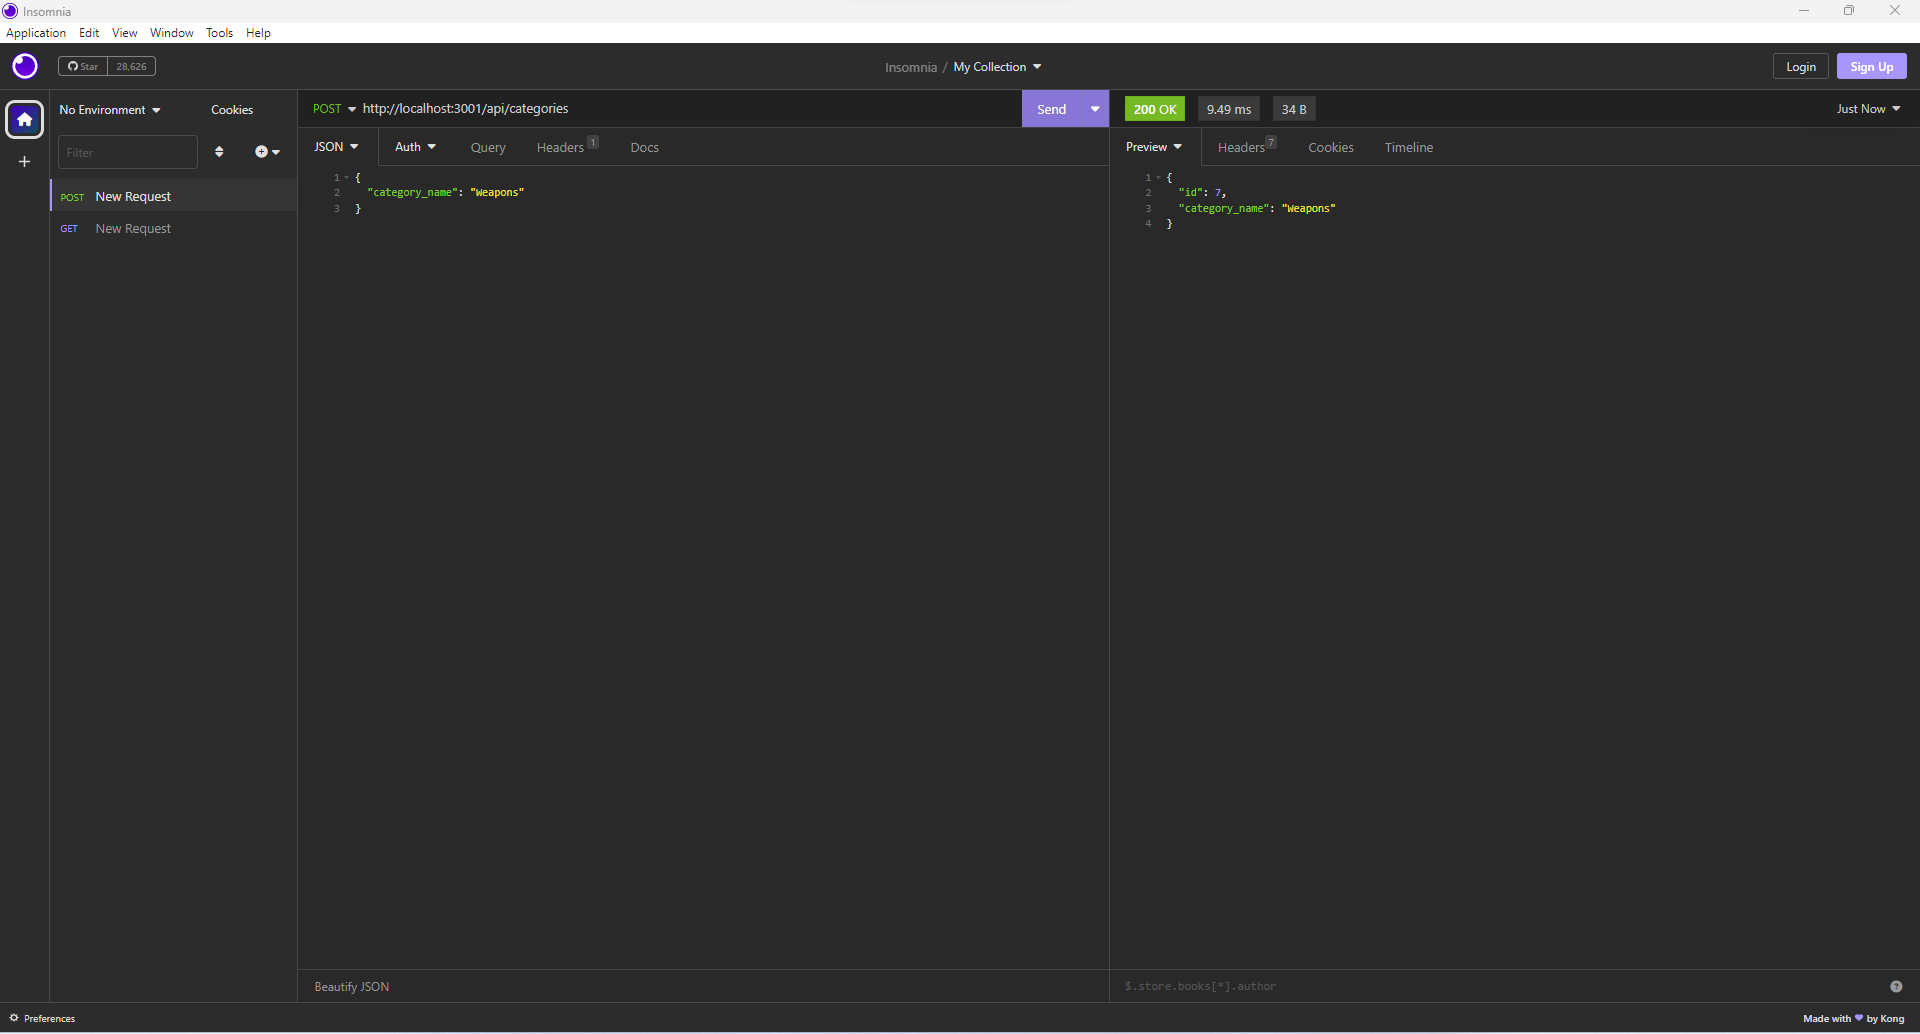 Insomnia
Application Edit View Window Tools Help
Star 28,626
Insomnia / My Collection
Login Sign Up
No Environment Cookies
POST http://localhost:3001/api/categories
Send
200 OK 9.49 ms 34 B
Just Now
Filter
JSON Auth Query Headers 1 Docs
Preview Headers 7 Cookies Timeline
POST New Request
GET New Request
1 {
2 "category_name": "Weapons"
3 }
1 {
2 "id": 7,
3 "category_name": "Weapons"
4 }
Beautify JSON
$.store.books[*].author
?
Preferences
Made with ♥ by Kong